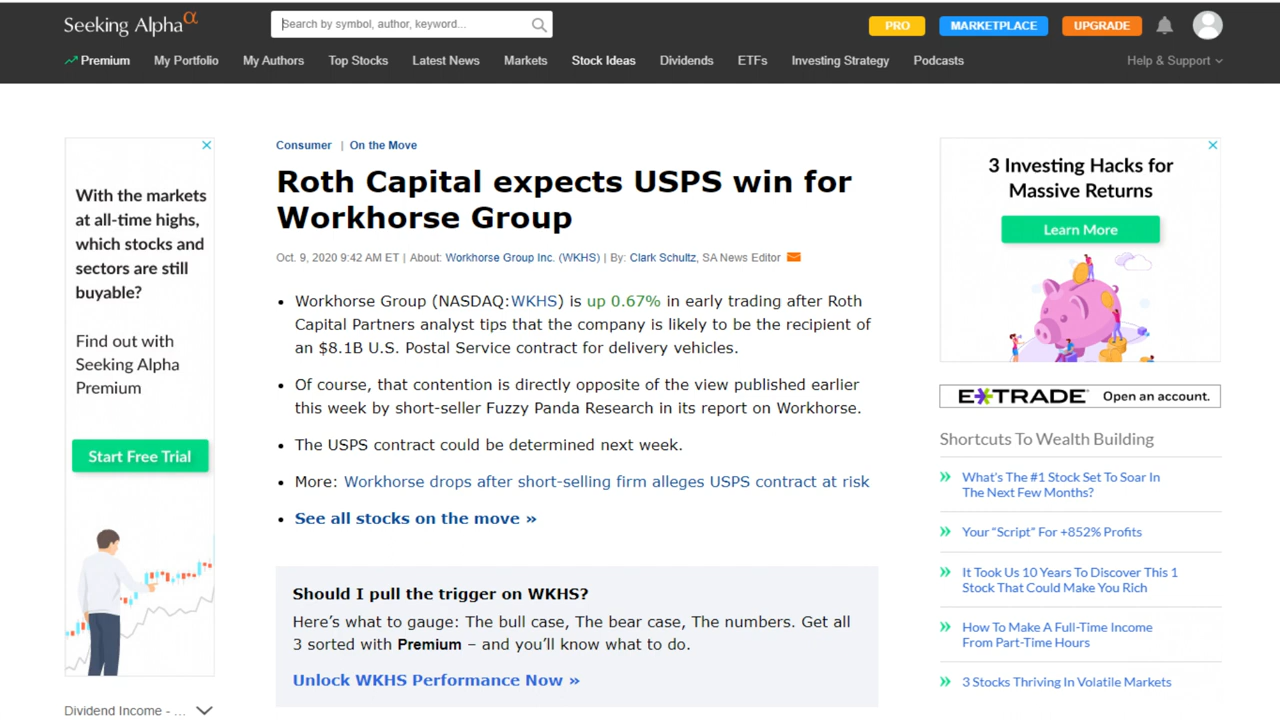 Seeking Alpha α
Search by symbol, author, keyword...
PRO
MARKETPLACE
UPGRADE
Premium
My Portfolio
My Authors
Top Stocks
Latest News
Markets
Stock Ideas
Dividends
ETFs
Investing Strategy
Podcasts
Help & Support
With the markets
at all-time highs,
which stocks and
sectors are still
buyable?
Find out with
Seeking Alpha
Premium
Start Free Trial
Dividend Income - ...
Consumer | On the Move
Roth Capital expects USPS win for
Workhorse Group
Oct. 9, 2020 9:42 AM ET | About: Workhorse Group Inc. (WKHS) | By: Clark Schultz, SA News Editor
• Workhorse Group (NASDAQ:WKHS) is up 0.67% in early trading after Roth
Capital Partners analyst tips that the company is likely to be the recipient of
an $8.1B U.S. Postal Service contract for delivery vehicles.
• Of course, that contention is directly opposite of the view published earlier
this week by short-seller Fuzzy Panda Research in its report on Workhorse.
• The USPS contract could be determined next week.
• More: Workhorse drops after short-selling firm alleges USPS contract at risk
• See all stocks on the move »
Should I pull the trigger on WKHS?
Here’s what to gauge: The bull case, The bear case, The numbers. Get all
3 sorted with Premium – and you’ll know what to do.
Unlock WKHS Performance Now »
3 Investing Hacks for
Massive Returns
Learn More
E*TRADE Open an account.
Shortcuts To Wealth Building
What's The #1 Stock Set To Soar In
The Next Few Months?
Your “Script” For +852% Profits
It Took Us 10 Years To Discover This 1
Stock That Could Make You Rich
How To Make A Full-Time Income
From Part-Time Hours
3 Stocks Thriving In Volatile Markets